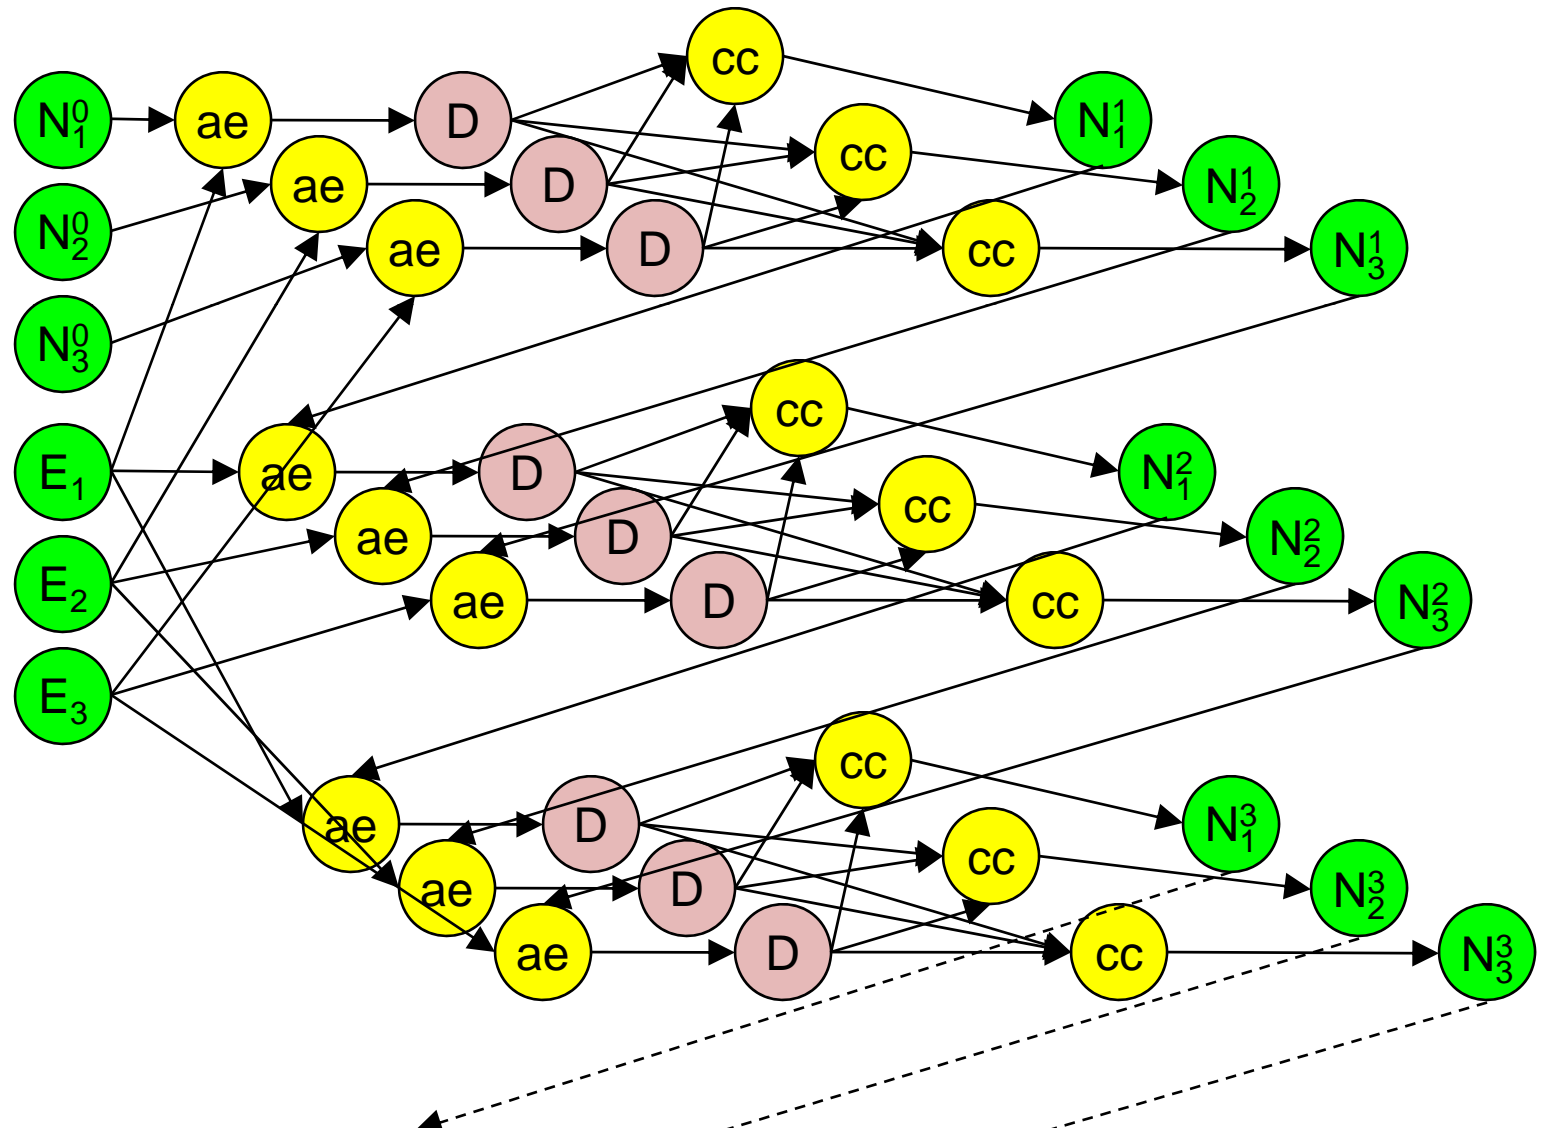 cc
N₁⁰ ae D N₁¹
cc
ae D N₂¹
N₂⁰
ae D cc N₃¹
N₃⁰
cc
E₁ ae D N₁²
cc
ae D N₂²
E₂
ae D cc N₃²
E₃
cc
ae D N₁³
cc
ae D N₂³
ae D cc N₃³